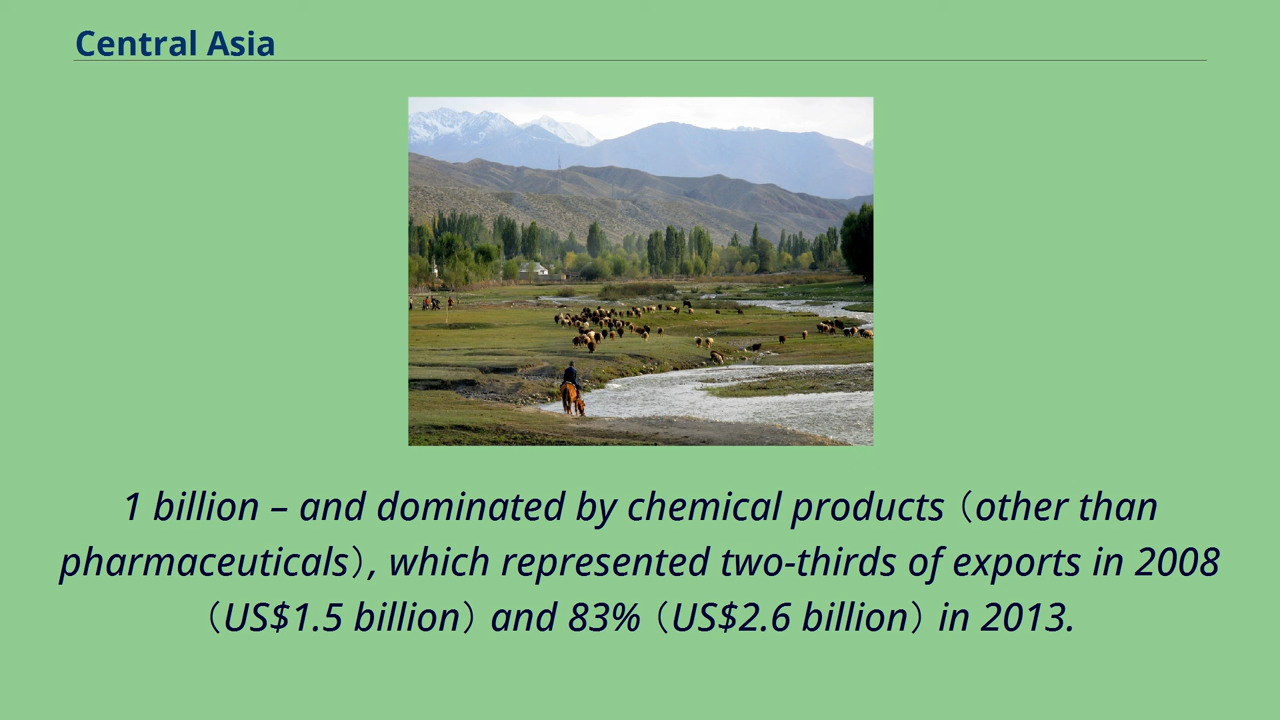 Central Asia
1 billion – and dominated by chemical products（other than
pharmaceuticals）, which represented two-thirds of exports in 2008
（US$1.5 billion）and 83%（US$2.6 billion）in 2013.